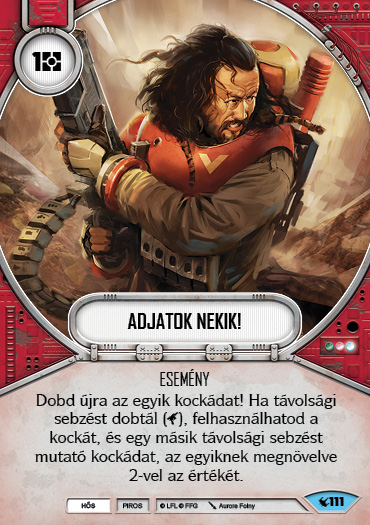 1
ADJATOK NEKIK!
ESEMÉNY
Dobd újra az egyik kockádat! Ha távolsági
sebzést dobtál ( ), felhasználhatod a
kockát, és egy másik távolsági sebzést
mutató kockádat, az egyiknek megnövelve
2-vel az értékét.
HŐS PIROS © LFL © FFG Aurore Folny 111